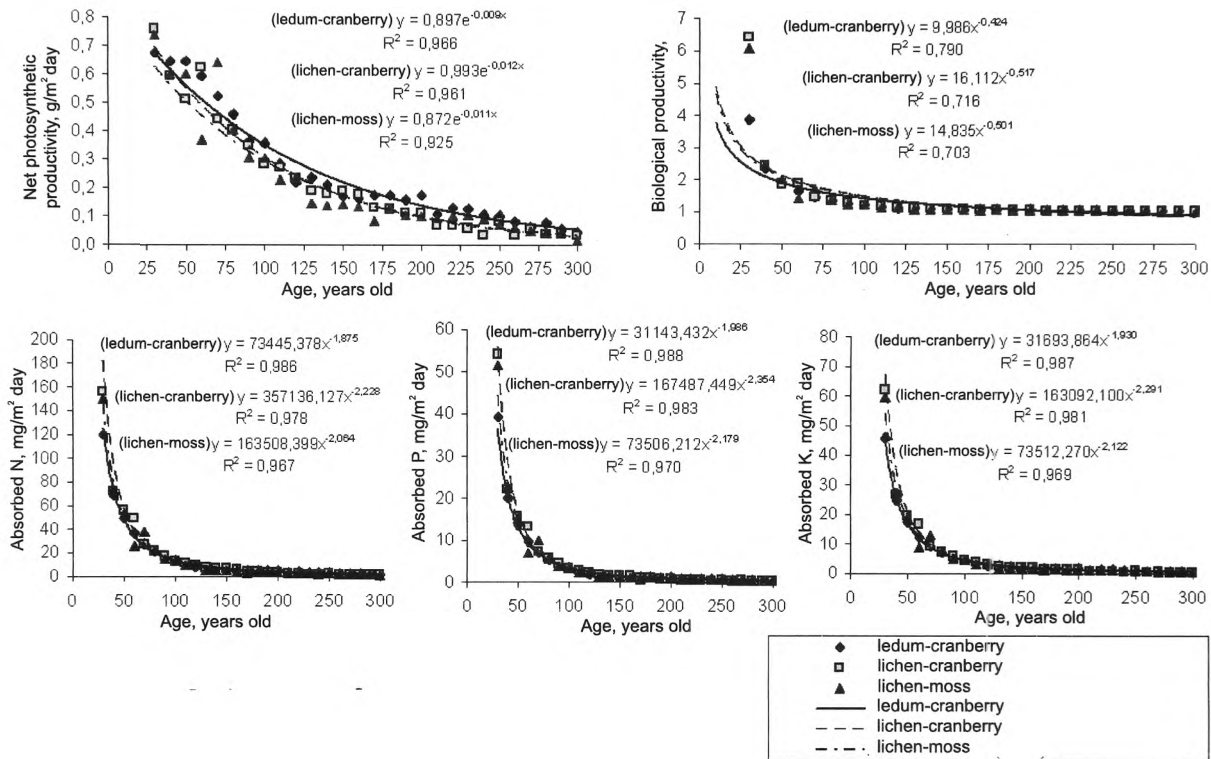 Net photosynthetic
productivity, g/m² day
0,8
0,7
0,6
0,5
0,4
0,3
0,2
0,1
0,0
(ledum-cranberry) y = 0,897e^-0,009x
R² = 0,966
(lichen-cranberry) y = 0,993e^-0,012x
R² = 0,961
(lichen-moss) y = 0,872e^-0,011x
R² = 0,925
0 25 50 75 100 125 150 175 200 225 250 275 300
Age, years old
Biological productivity,
7
6
5
4
3
2
1
0
(ledum-cranberry) y = 9,986x^-0,424
R² = 0,790
(lichen-cranberry) y = 16,112x^-0,517
R² = 0,716
(lichen-moss) y = 14,835x^-0,501
R² = 0,703
0 25 50 75 100 125 150 175 200 225 250 275 300
Age, years old
Absorbed N, mg/m² day
200
180
160
140
120
100
80
60
40
20
0
(ledum-cranberry) y = 73445,378x^-1,875
R² = 0,986
(lichen-cranberry) y = 357136,127x^-2,228
R² = 0,978
(lichen-moss) y = 163508,399x^-2,064
R² = 0,967
0 50 100 150 200 250 300
Age, years old
Absorbed P, mg/m² day
60
50
40
30
20
10
0
(ledum-cranberry) y = 31143,432x^-1,986
R² = 0,988
(lichen-cranberry) y = 167487,449x^-2,354
R² = 0,983
(lichen-moss) y = 73506,212x^-2,179
R² = 0,970
0 50 100 150 200 250 300
Age, years old
Absorbed K, mg/m² day
80
70
60
50
40
30
20
10
0
(ledum-cranberry) y = 31693,864x^-1,930
R² = 0,987
(lichen-cranberry) y = 163092,100x^-2,291
R² = 0,981
(lichen-moss) y = 73512,270x^-2,122
R² = 0,969
0 50 100 150 200 250 300
Age, years old
ledum-cranberry
lichen-cranberry
lichen-moss
ledum-cranberry
lichen-cranberry
lichen-moss